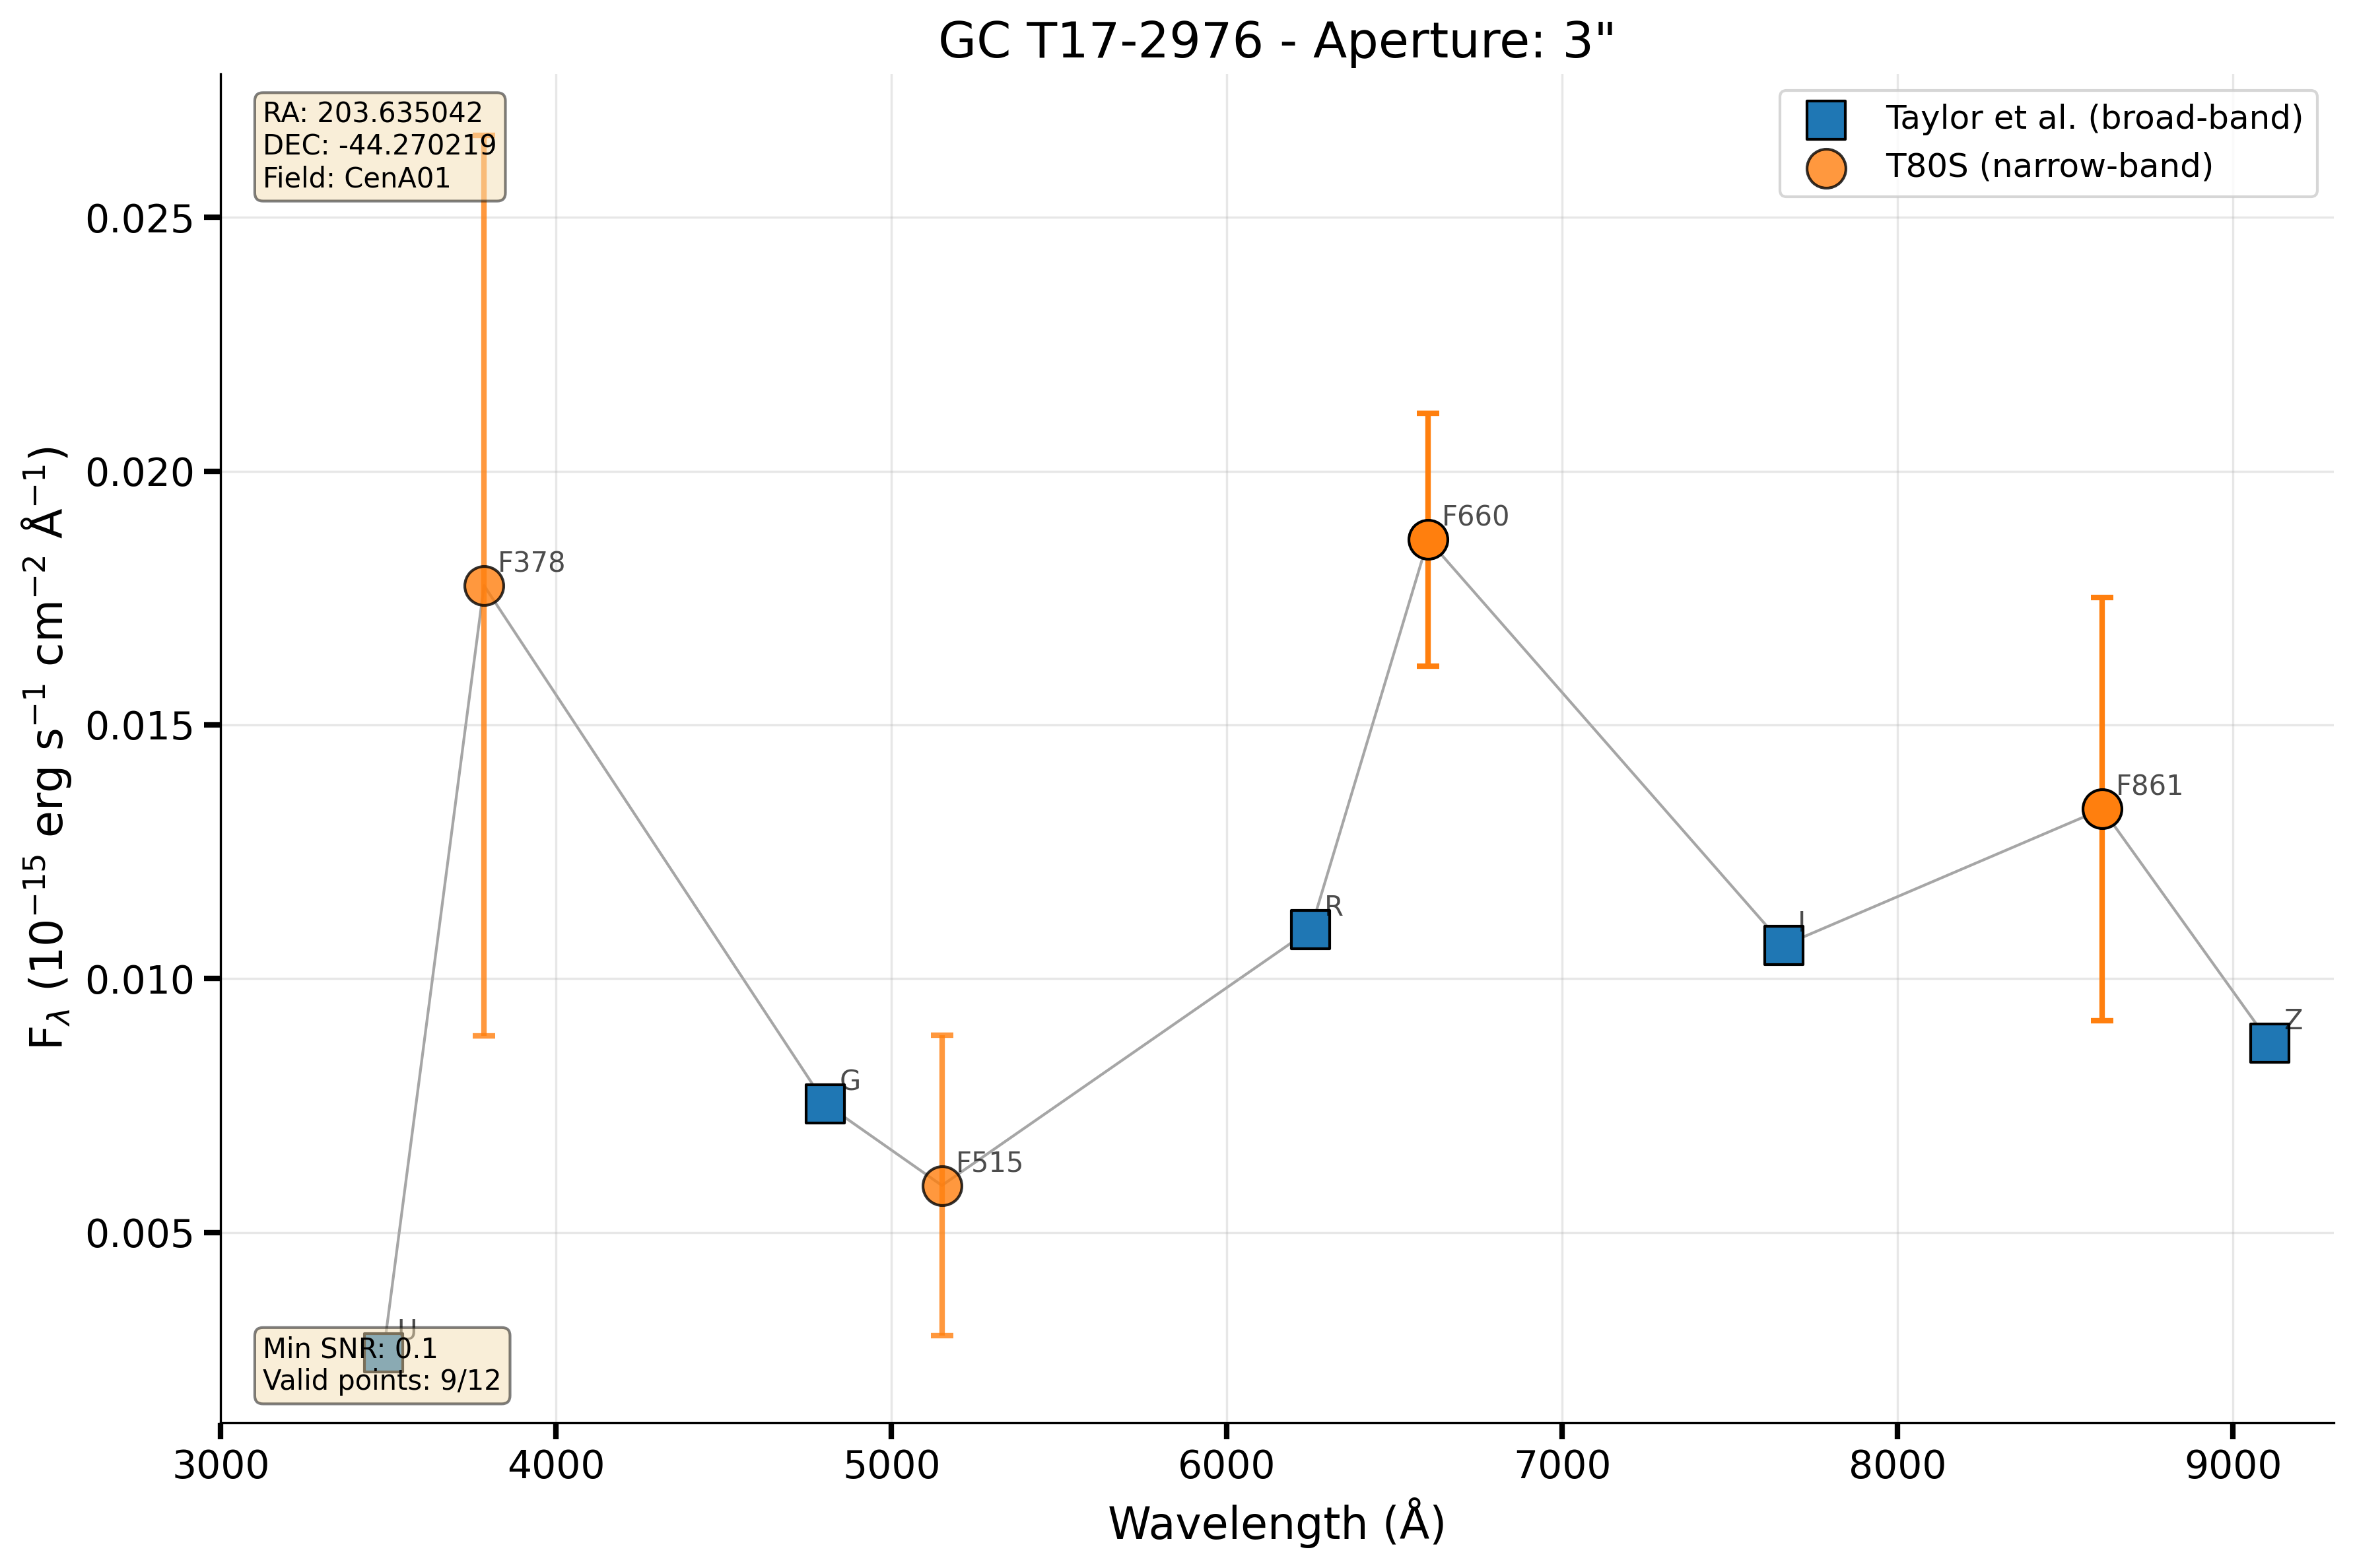 GC T17-2976 - Aperture: 3"
RA: 203.635042
DEC: -44.270219
Field: CenA01
Taylor et al. (broad-band)
T80S (narrow-band)
F378
F660
F861
R
I
Z
G
F515
U
Min SNR: 0.1
Valid points: 9/12
0.025
0.020
0.015
0.010
0.005
F_λ (10⁻¹⁵ erg s⁻¹ cm⁻² Å⁻¹)
3000 4000 5000 6000 7000 8000 9000
Wavelength (Å)